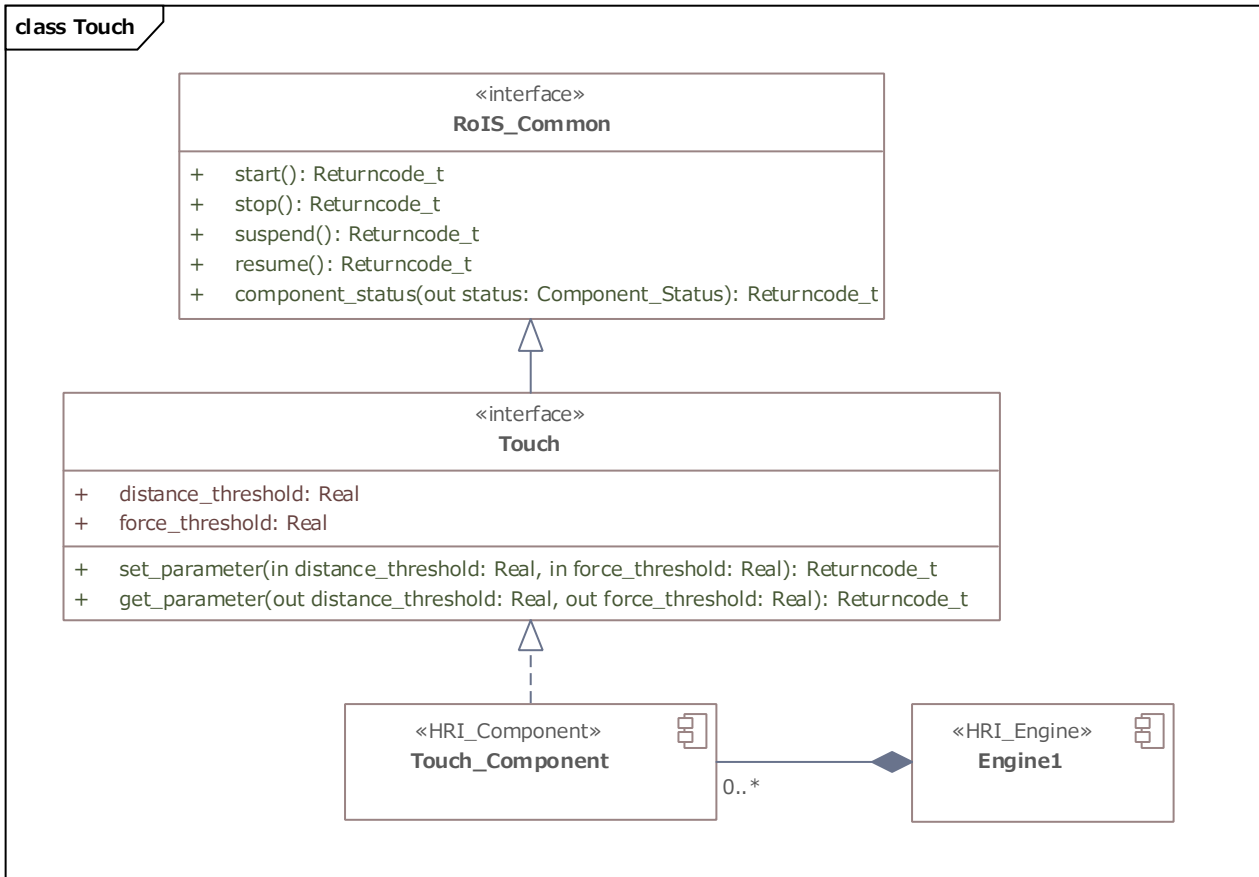 class Touch
«interface»
RoIS_Common
+ start(): Returncode_t
+ stop(): Returncode_t
+ suspend(): Returncode_t
+ resume(): Returncode_t
+ component_status(out status: Component_Status): Returncode_t
«interface»
Touch
+ distance_threshold: Real
+ force_threshold: Real
+ set_parameter(in distance_threshold: Real, in force_threshold: Real): Returncode_t
+ get_parameter(out distance_threshold: Real, out force_threshold: Real): Returncode_t
«HRI_Component»
Touch_Component
0..*
«HRI_Engine»
Engine1